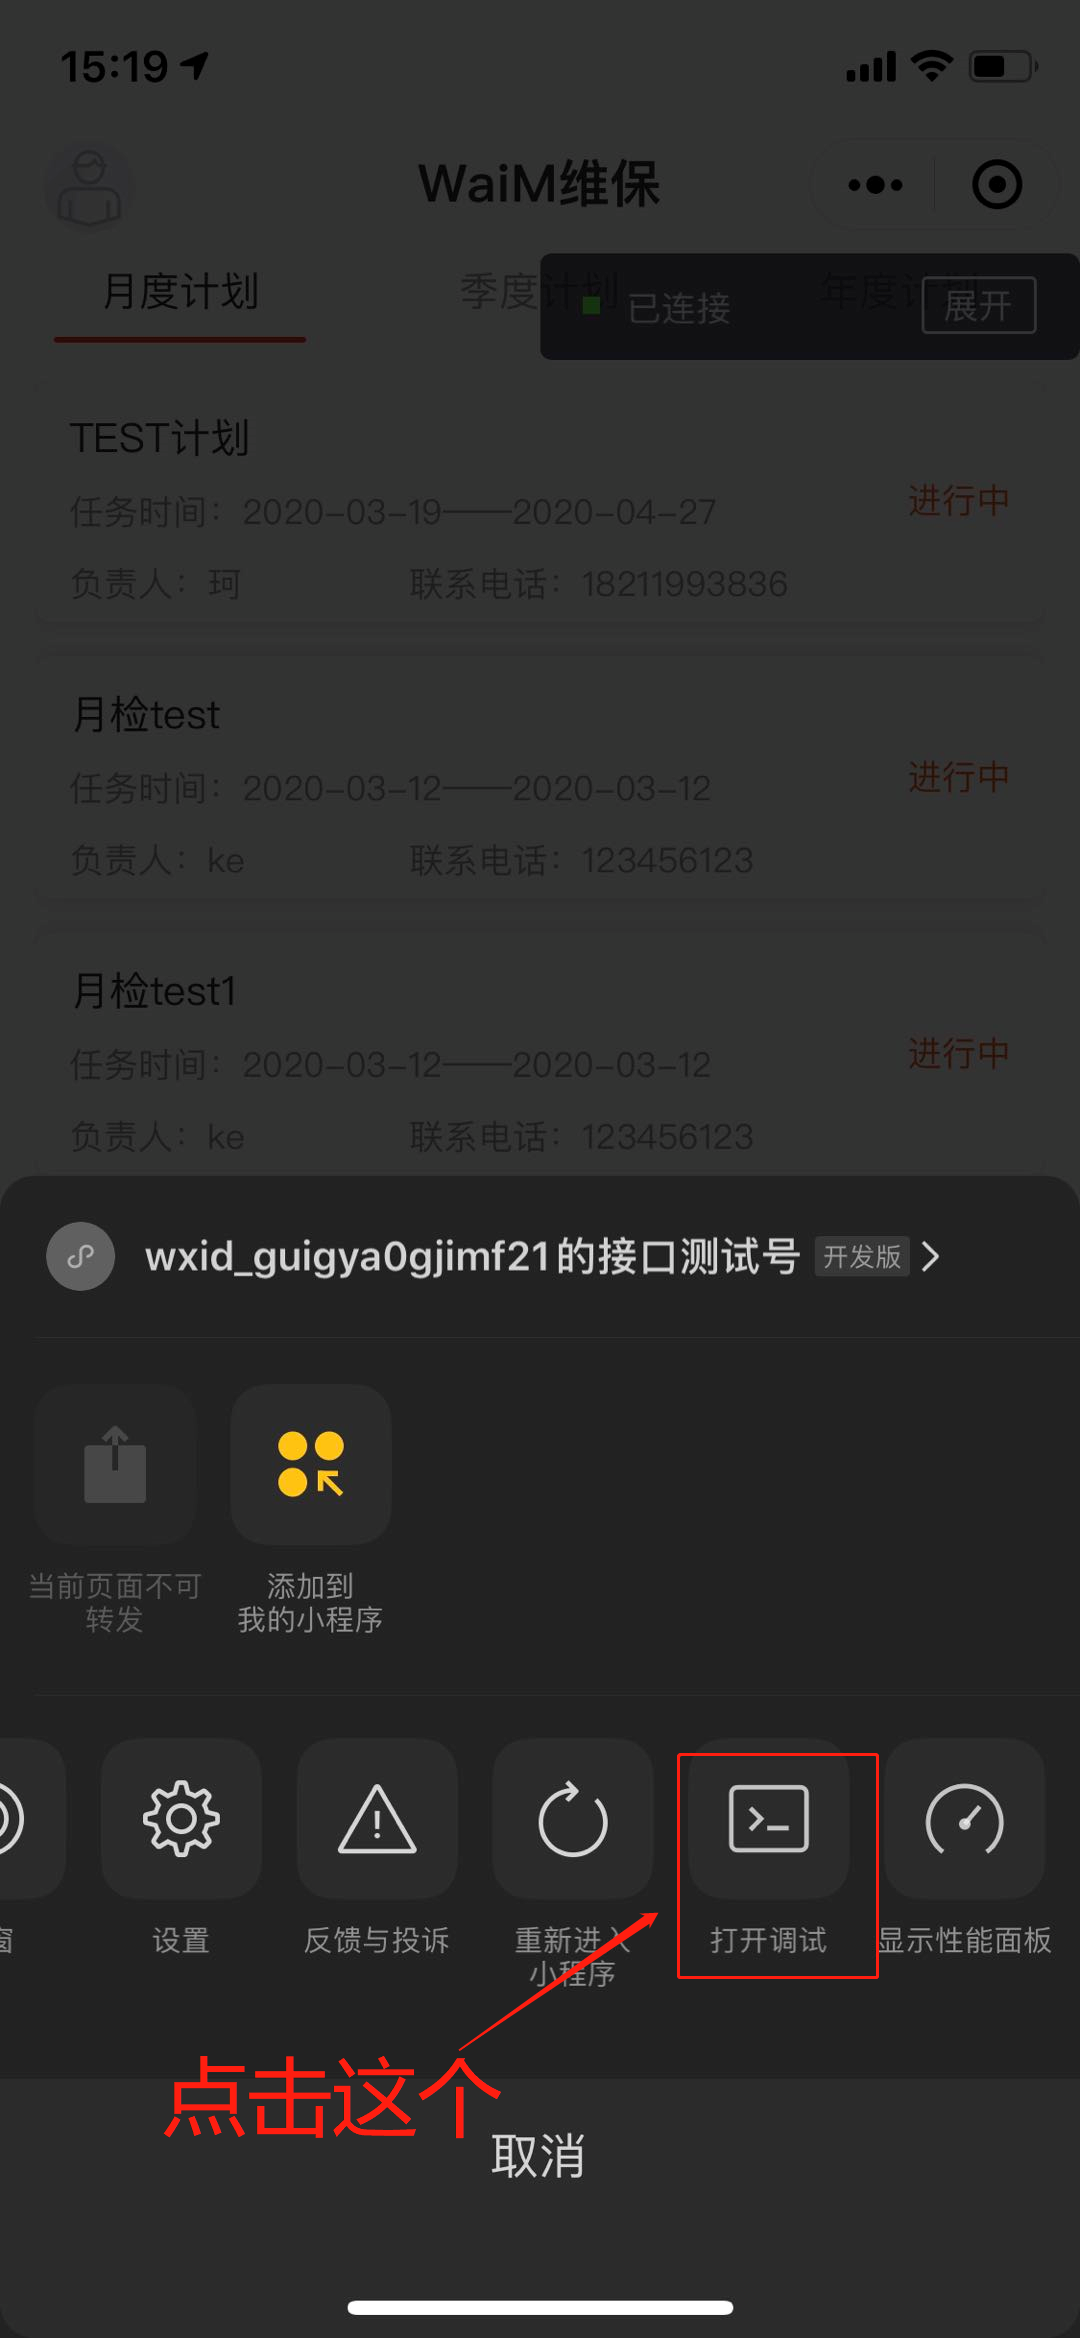 15:19
WaiM维保
月度计划
季度计划
年度计划
已连接
展开
TEST计划
任务时间：2020-03-19——2020-04-27
进行中
负责人：珂 联系电话：18211993836
月检test
任务时间：2020-03-12——2020-03-12
进行中
负责人：ke 联系电话：123456123
月检test1
任务时间：2020-03-12——2020-03-12
进行中
负责人：ke 联系电话：123456123
wxid_guigya0gjimf21的接口测试号 开发版
当前页面不可
转发
添加到
我的小程序
窗
设置
反馈与投诉
重新进入
小程序
打开调试
显示性能面板
点击这个
取消